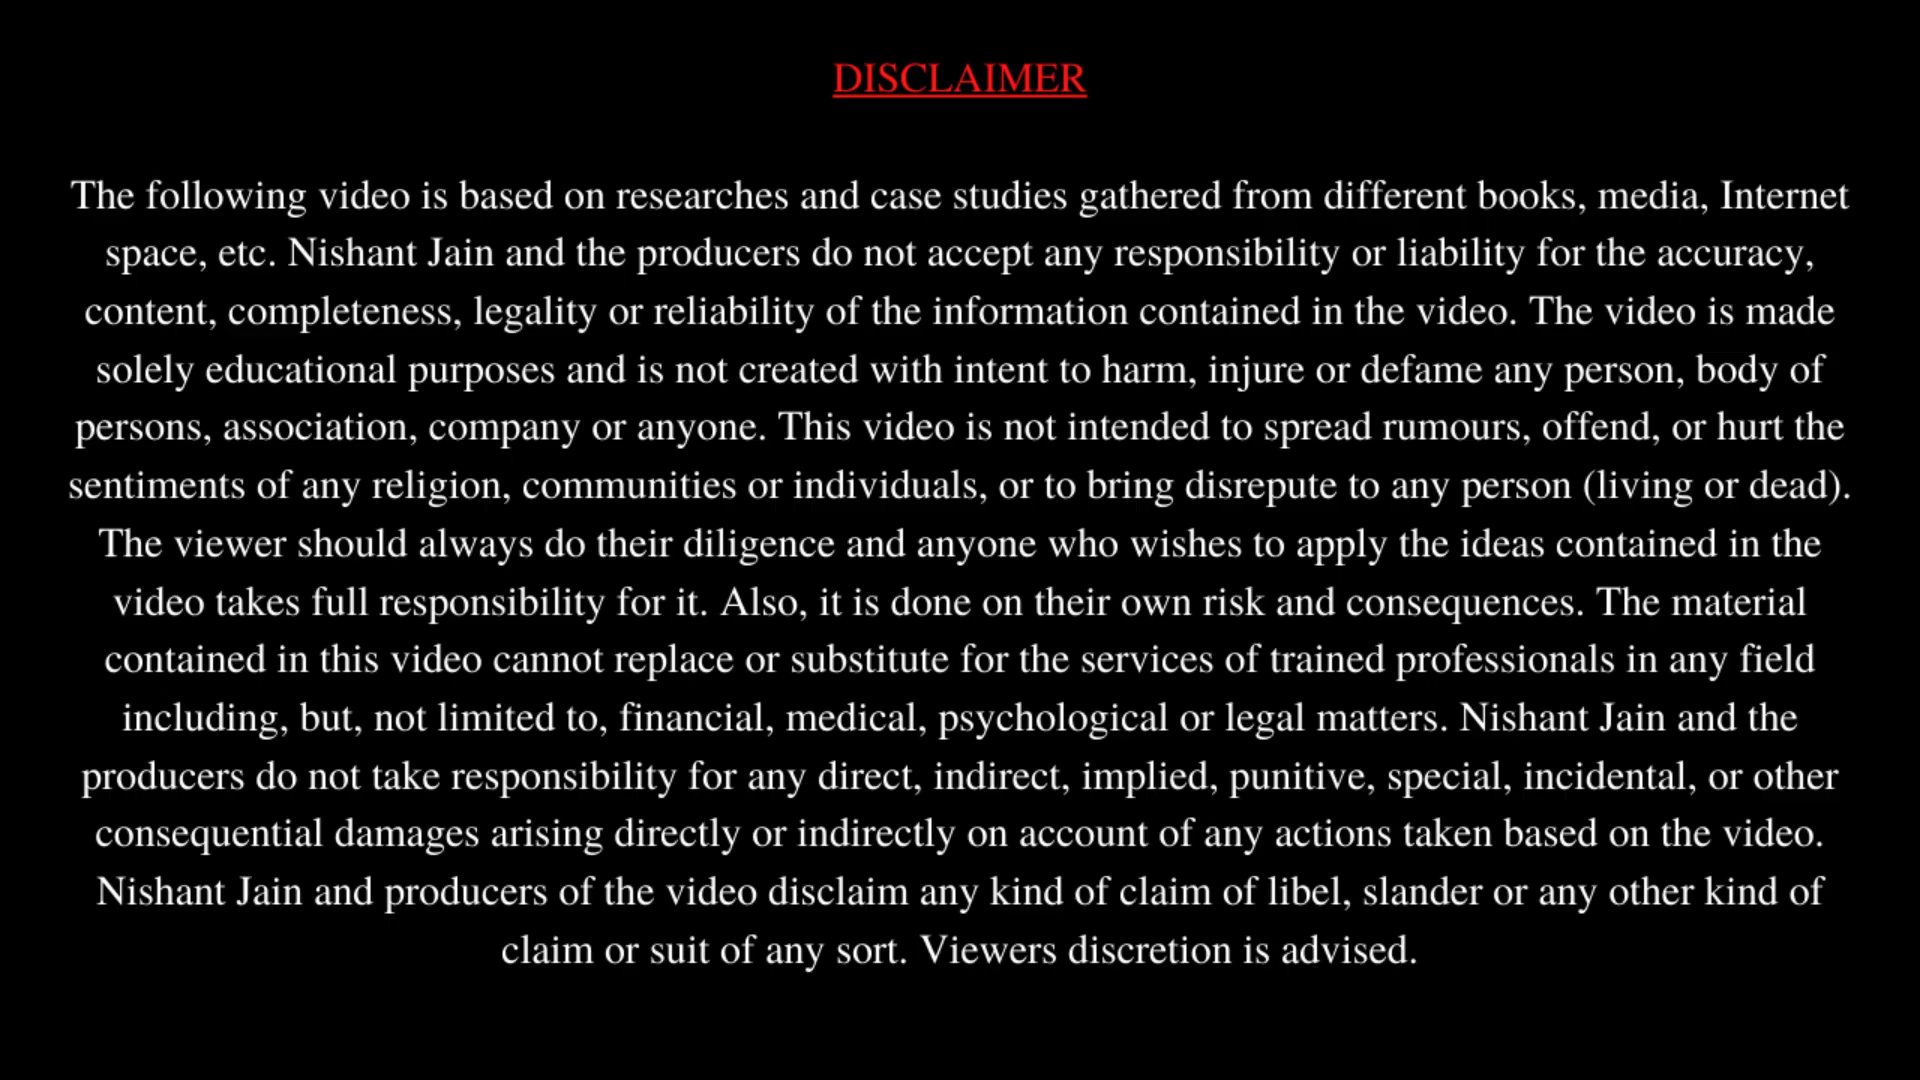 DISCLAIMER
The following video is based on researches and case studies gathered from different books, media, Internet
space, etc. Nishant Jain and the producers do not accept any responsibility or liability for the accuracy,
content, completeness, legality or reliability of the information contained in the video. The video is made
solely educational purposes and is not created with intent to harm, injure or defame any person, body of
persons, association, company or anyone. This video is not intended to spread rumours, offend, or hurt the
sentiments of any religion, communities or individuals, or to bring disrepute to any person (living or dead).
The viewer should always do their diligence and anyone who wishes to apply the ideas contained in the
video takes full responsibility for it. Also, it is done on their own risk and consequences. The material
contained in this video cannot replace or substitute for the services of trained professionals in any field
including, but, not limited to, financial, medical, psychological or legal matters. Nishant Jain and the
producers do not take responsibility for any direct, indirect, implied, punitive, special, incidental, or other
consequential damages arising directly or indirectly on account of any actions taken based on the video.
Nishant Jain and producers of the video disclaim any kind of claim of libel, slander or any other kind of
claim or suit of any sort. Viewers discretion is advised.